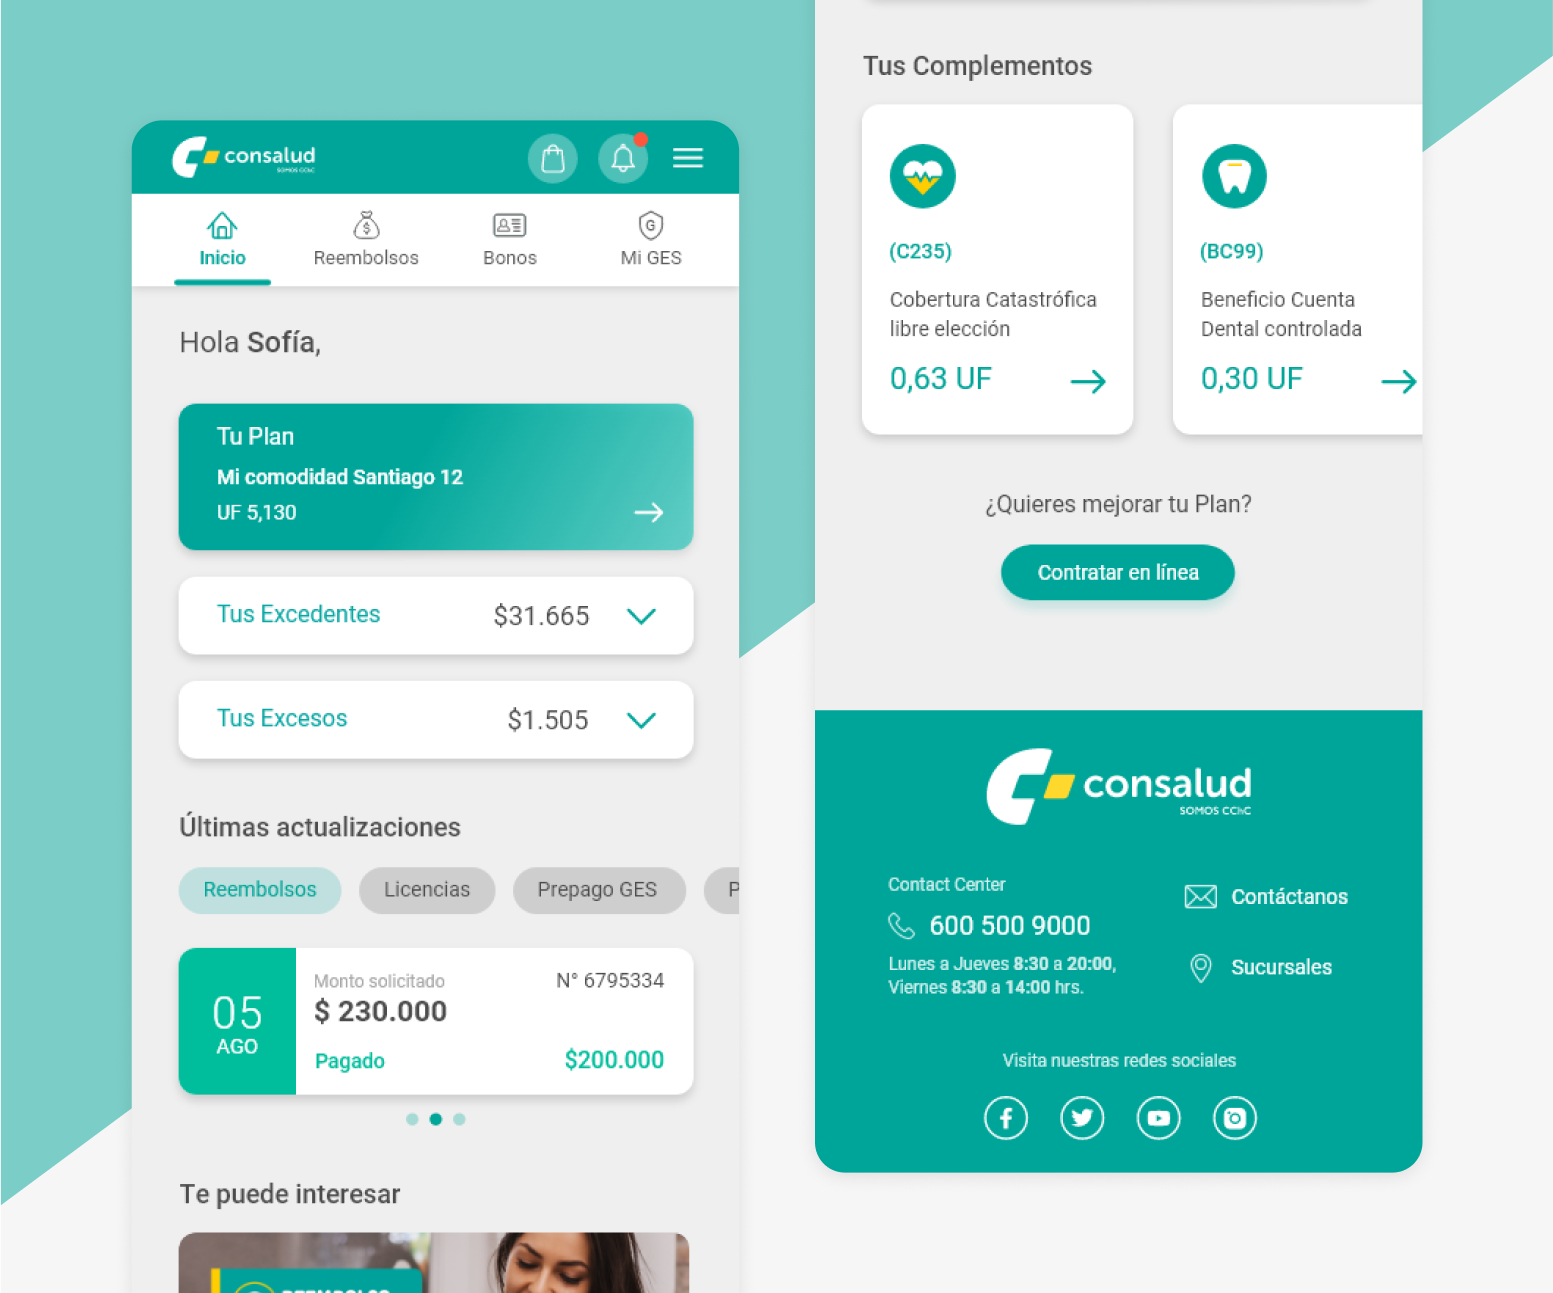 consalud
SOMOS CChC
Inicio
Reembolsos
Bonos
Mi GES
G
Hola Sofía,
Tu Plan
Mi comodidad Santiago 12
UF 5,130
Tus Excedentes
$31.665
Tus Excesos
$1.505
Últimas actualizaciones
Reembolsos
Licencias
Prepago GES
P
05
AGO
Monto solicitado
N° 6795334
$ 230.000
Pagado
$200.000
Te puede interesar
Tus Complementos
(C235)
Cobertura Catastrófica
libre elección
0,63 UF
(BC99)
Beneficio Cuenta
Dental controlada
0,30 UF
¿Quieres mejorar tu Plan?
Contratar en línea
consalud
SOMOS CChC
Contact Center
600 500 9000
Lunes a Jueves 8:30 a 20:00,
Viernes 8:30 a 14:00 hrs.
Contáctanos
Sucursales
Visita nuestras redes sociales